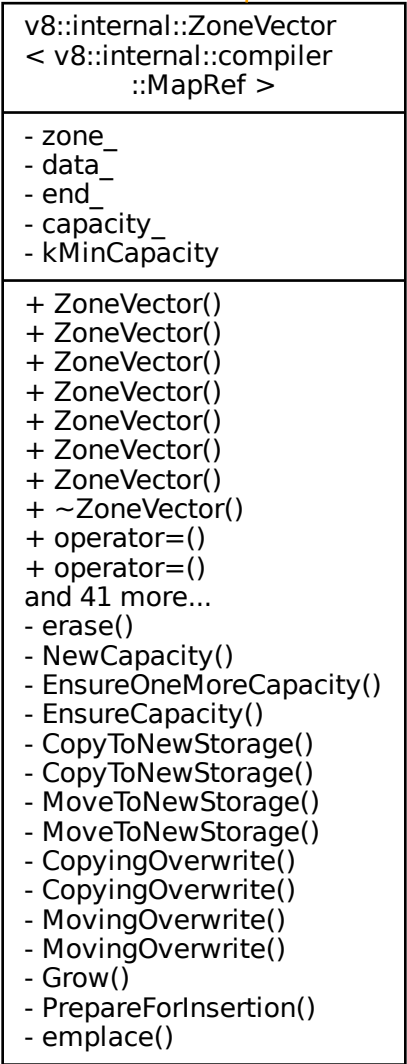 v8::internal::ZoneVector
< v8::internal::compiler
::MapRef >
- zone_
- data_
- end_
- capacity_
- kMinCapacity
+ ZoneVector()
+ ZoneVector()
+ ZoneVector()
+ ZoneVector()
+ ZoneVector()
+ ZoneVector()
+ ZoneVector()
+ ~ZoneVector()
+ operator=()
+ operator=()
and 41 more...
- erase()
- NewCapacity()
- EnsureOneMoreCapacity()
- EnsureCapacity()
- CopyToNewStorage()
- CopyToNewStorage()
- MoveToNewStorage()
- MoveToNewStorage()
- CopyingOverwrite()
- CopyingOverwrite()
- MovingOverwrite()
- MovingOverwrite()
- Grow()
- PrepareForInsertion()
- emplace()